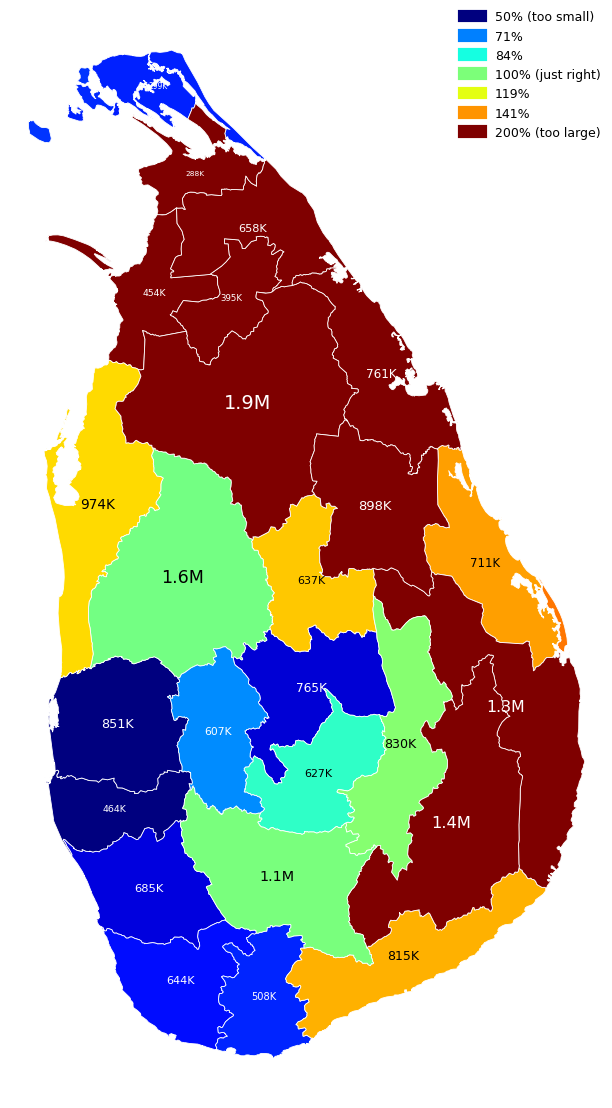 50% (too small)
71%
84%
100% (just right)
119%
141%
200% (too large)
288K
658K
454K
395K
761K
1.9M
974K
898K
711K
1.6M
637K
765K
1.3M
851K
607K
830K
627K
464K
1.4M
1.1M
685K
815K
644K
508K